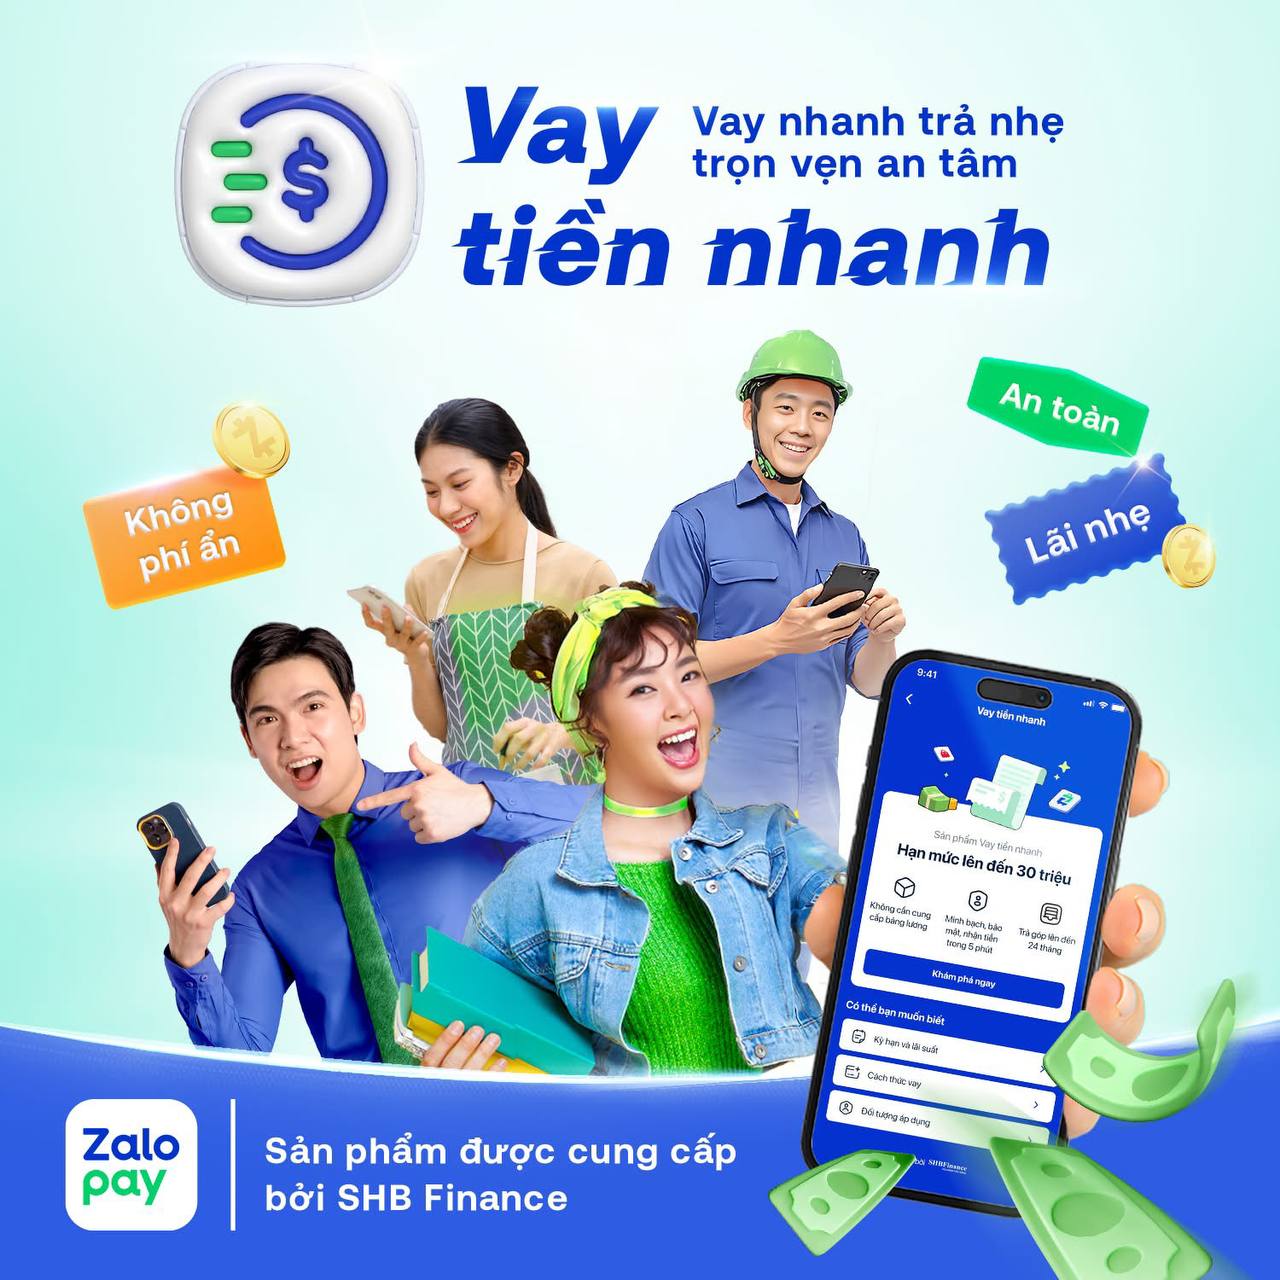 Vay
Vay nhanh trả nhẹ
trọn vẹn an tâm
tiền nhanh
An toàn
Không
phí ẩn
Lãi nhẹ
9:41
Vay tiền nhanh
Sản phẩm Vay tiền nhanh
Hạn mức lên đến 30 triệu
Không cần cung
cấp bảng lương
Minh bạch, bảo
mật, nhận tiền
trong 5 phút
Trả góp lên đến
24 tháng
Khám phá ngay
Có thể bạn muốn biết
Kỳ hạn và lãi suất
Cách thức vay
Đối tượng áp dụng
bởi SHBFinance
Zalo
pay
Sản phẩm được cung cấp
bởi SHB Finance